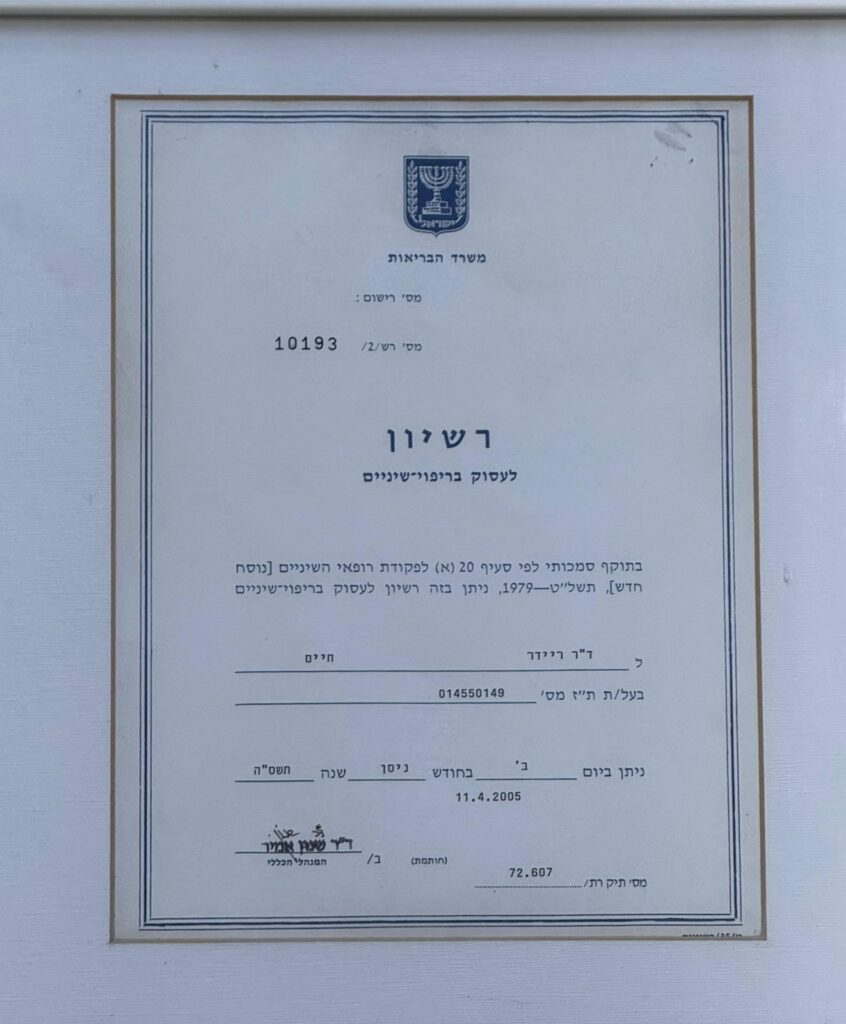 ישראל
משרד הבריאות
מס׳ רישום :
מס׳ רש/2/ 10193
רשיון
לעסוק בריפוי־שיניים
בתוקף סמכותי לפי סעיף 20 (א) לפקודת רופאי השיניים [נוסח
חדש], תשל״ט—1979, ניתן בזה רשיון לעסוק בריפוי־שיניים
ל ד"ר ריידר חיים
בעל/ת ת״ז מס׳ 014550149
ניתן ביום ב' בחודש ניסן שנה תשס"ה
11.4.2005
ב/ ד"ר
(חותמת) המנהל הכללי
מס׳ תיק רת/ 72.607